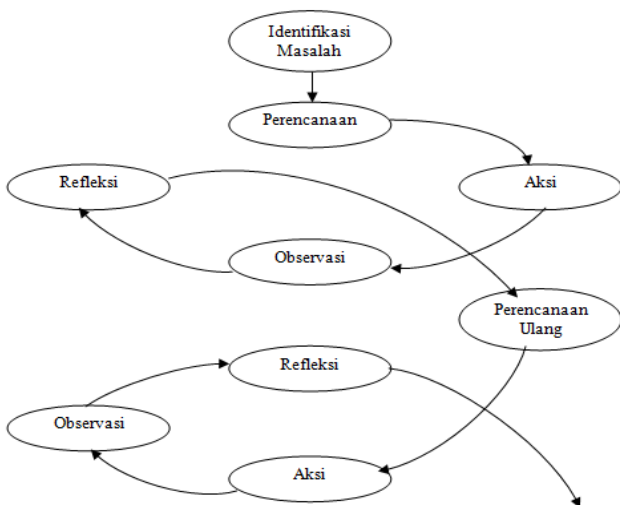 Identifikasi
Masalah
Perencanaan
Refleksi
Aksi
Observasi
Perencanaan
Ulang
Refleksi
Observasi
Aksi